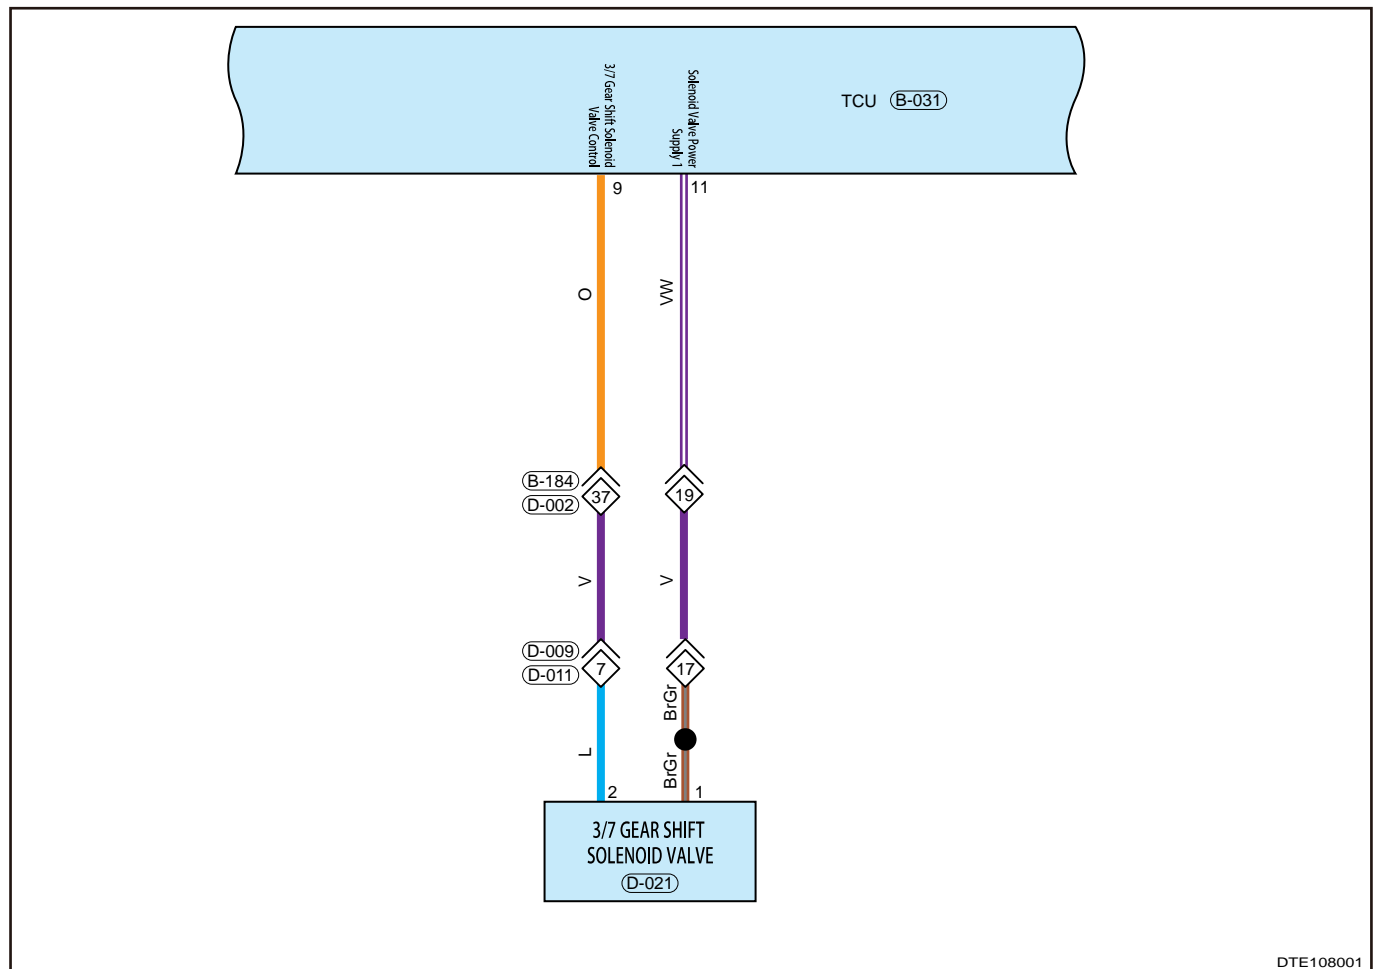 3/7 Gear Shift Solenoid
Valve Control
Solenoid Valve Power
Supply 1
TCU B-031
9
11
O
VW
B-184
D-002
37
19
V
V
D-009
D-011
7
17
BrGr
L
BrGr
2
1
3/7 GEAR SHIFT
SOLENOID VALVE
D-021
DTE108001